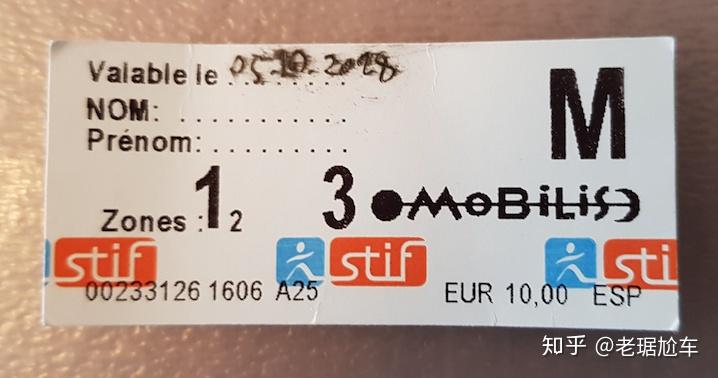 Valable le 05.10.2018
NOM: . . . . . . . . . .
Prénom: . . . . . . . . .
M
Zones : 1 2 3 MOBILIS
stif stif sti
00233126 1606 A25 EUR 10,00 ESP
知乎 @老琚尬车